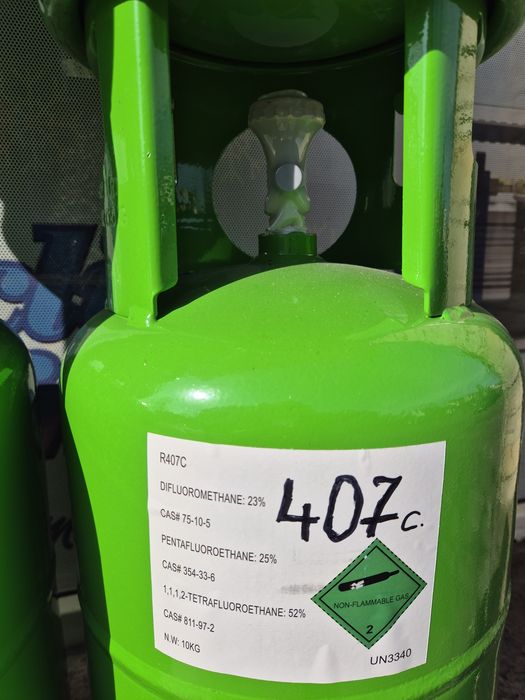 R407C
DIFLUOROMETHANE: 23%
CAS# 75-10-5
PENTAFLUOROETHANE: 25%
CAS# 354-33-6
1,1,1,2-TETRAFLUOROETHANE: 52%
CAS# 811-97-2
N.W: 10KG
407C.
NON-FLAMMABLE GAS
2
UN3340